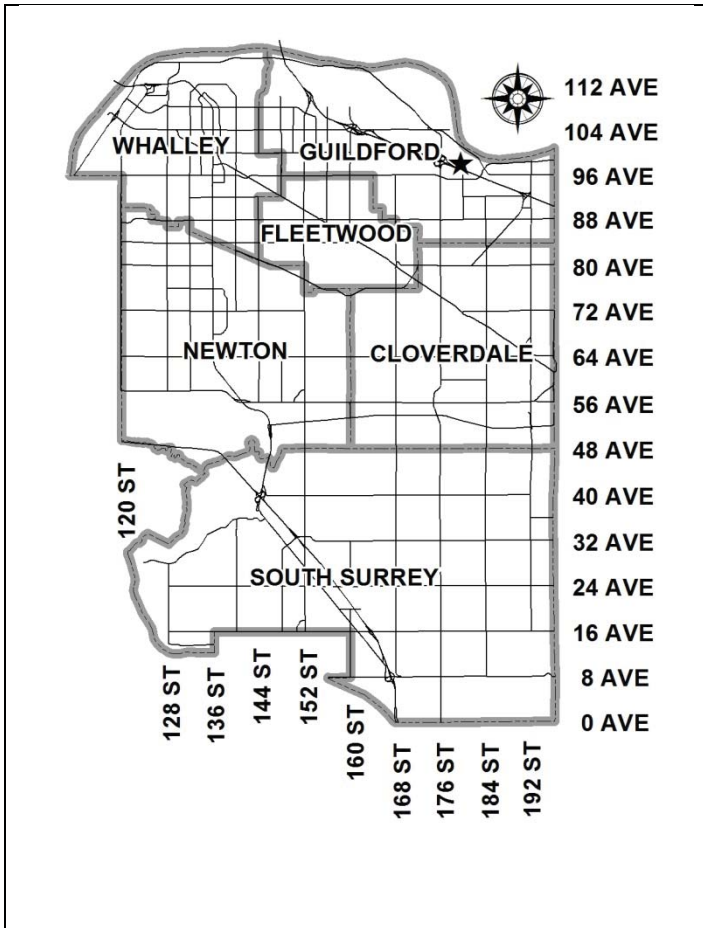 112 AVE
104 AVE
WHALLEY
GUILDFORD
96 AVE
88 AVE
FLEETWOOD
80 AVE
72 AVE
NEWTON
CLOVERDALE
64 AVE
56 AVE
48 AVE
120 ST
40 AVE
32 AVE
SOUTH SURREY
24 AVE
16 AVE
8 AVE
128 ST
136 ST
144 ST
152 ST
160 ST
0 AVE
168 ST
176 ST
184 ST
192 ST